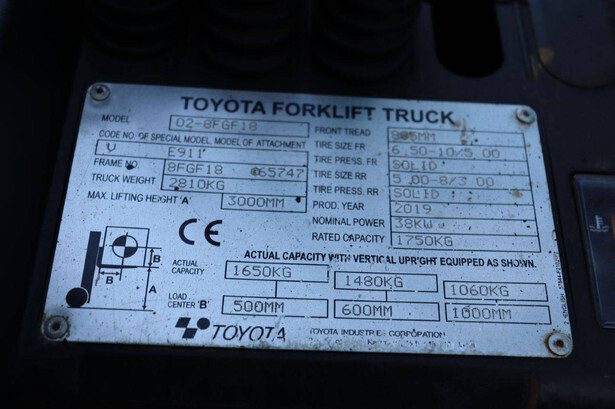 TOYOTA FORKLIFT TRUCK
MODEL 02-8FGF18
CODE NO. OF SPECIAL MODEL, MODEL OF ATTACHMENT
V E911
FRAME NO 8FGF18 65747
TRUCK WEIGHT 2810KG
MAX. LIFTING HEIGHT 'A' 3000MM
FRONT TREAD 885MM
TIRE SIZE FR 6.50-10/5.00
TIRE PRESS. FR SOLID
TIRE SIZE RR 5.00-8/3.00
TIRE PRESS. RR SOLID
PROD. YEAR 2019
NOMINAL POWER 38KW
RATED CAPACITY 1750KG
CE
ACTUAL CAPACITY WITH VERTICAL UPRIGHT EQUIPPED AS SHOWN.
ACTUAL CAPACITY 1650KG 1480KG 1060KG
LOAD CENTER 'B' 500MM 600MM 1000MM
B
B
A
TOYOTA TOYOTA INDUSTRIES CORPORATION